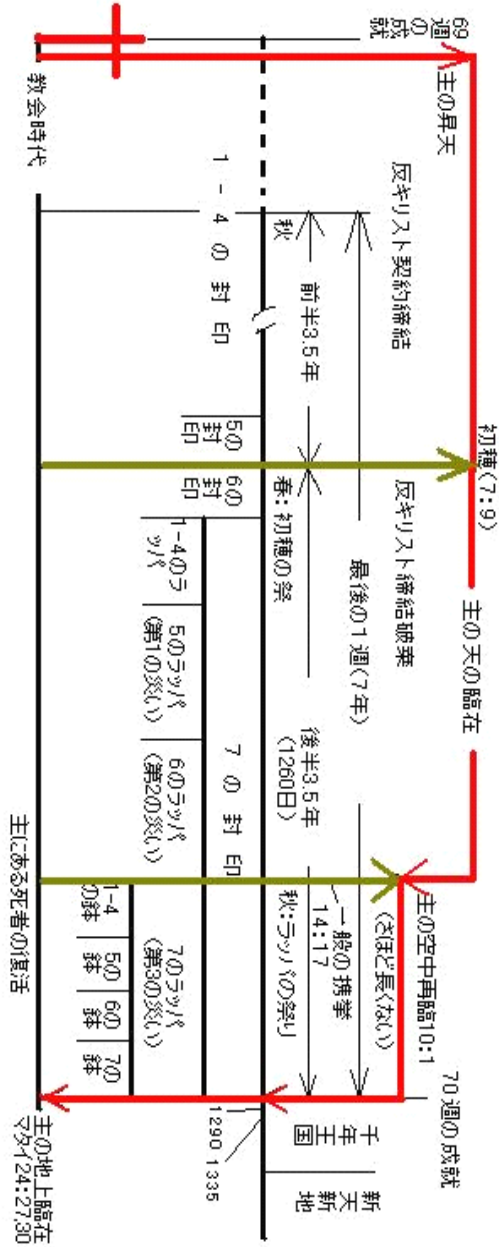 69
週の
成就
主の昇天
教会時代
反キリスト契約締結
秋
前半3.5年
1-4の封印
初穂(7:9)
5の
封印
6の
封印
春:初穂の祭
反キリスト締結破棄
最後の1週(7年)
主の天の臨在
1-4のラ
ッパ
5のラッパ
(第1の災い)
6のラッパ
(第2の災い)
7の封印
後半3.5年
(1260日)
主の空中再臨10:1
(さほど長くない)
一般の携挙
14:17
秋:ラッパの祭り
主にある死者の復活
7のラッパ
(第3の災い)
1-4
の鉢
5の
鉢
6の
鉢
7の
鉢
70週の成就
1290
1335
千年
王国
新天
新地
主の地上臨在
マタイ24:27,30